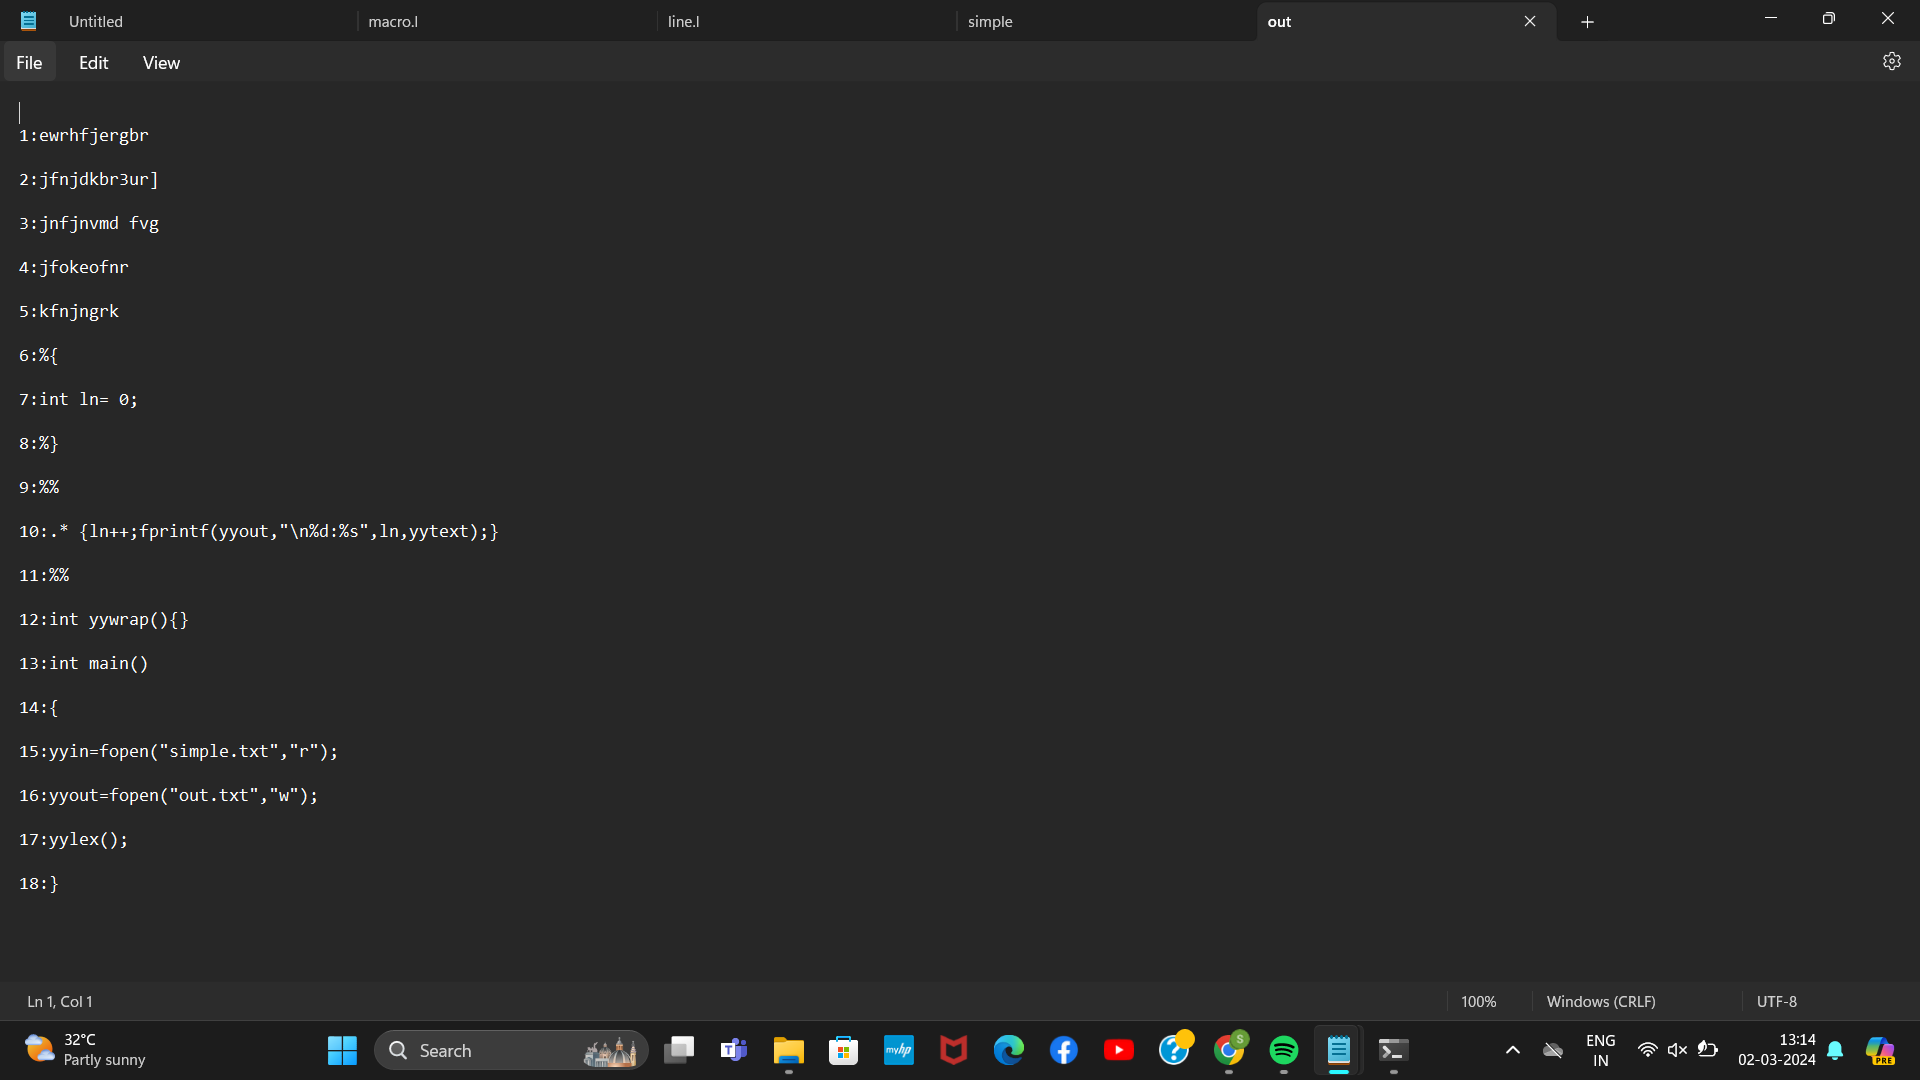 Untitled
macro.l
line.l
simple
out
File
Edit
View
1:ewrhfjergbr
2:jfnjdkbr3ur]
3:jnfjnvmd fvg
4:jfokeofnr
5:kfnjngrk
6:%{
7:int ln= 0;
8:%}
9:%%
10:.* {ln++;fprintf(yyout,"\n%d:%s",ln,yytext);}
11:%%
12:int yywrap(){}
13:int main()
14:{
15:yyin=fopen("simple.txt","r");
16:yyout=fopen("out.txt","w");
17:yylex();
18:}
Ln 1, Col 1
100%
Windows (CRLF)
UTF-8
32°C
Partly sunny
Search
myhp
S
ENG
IN
13:14
02-03-2024
PRE